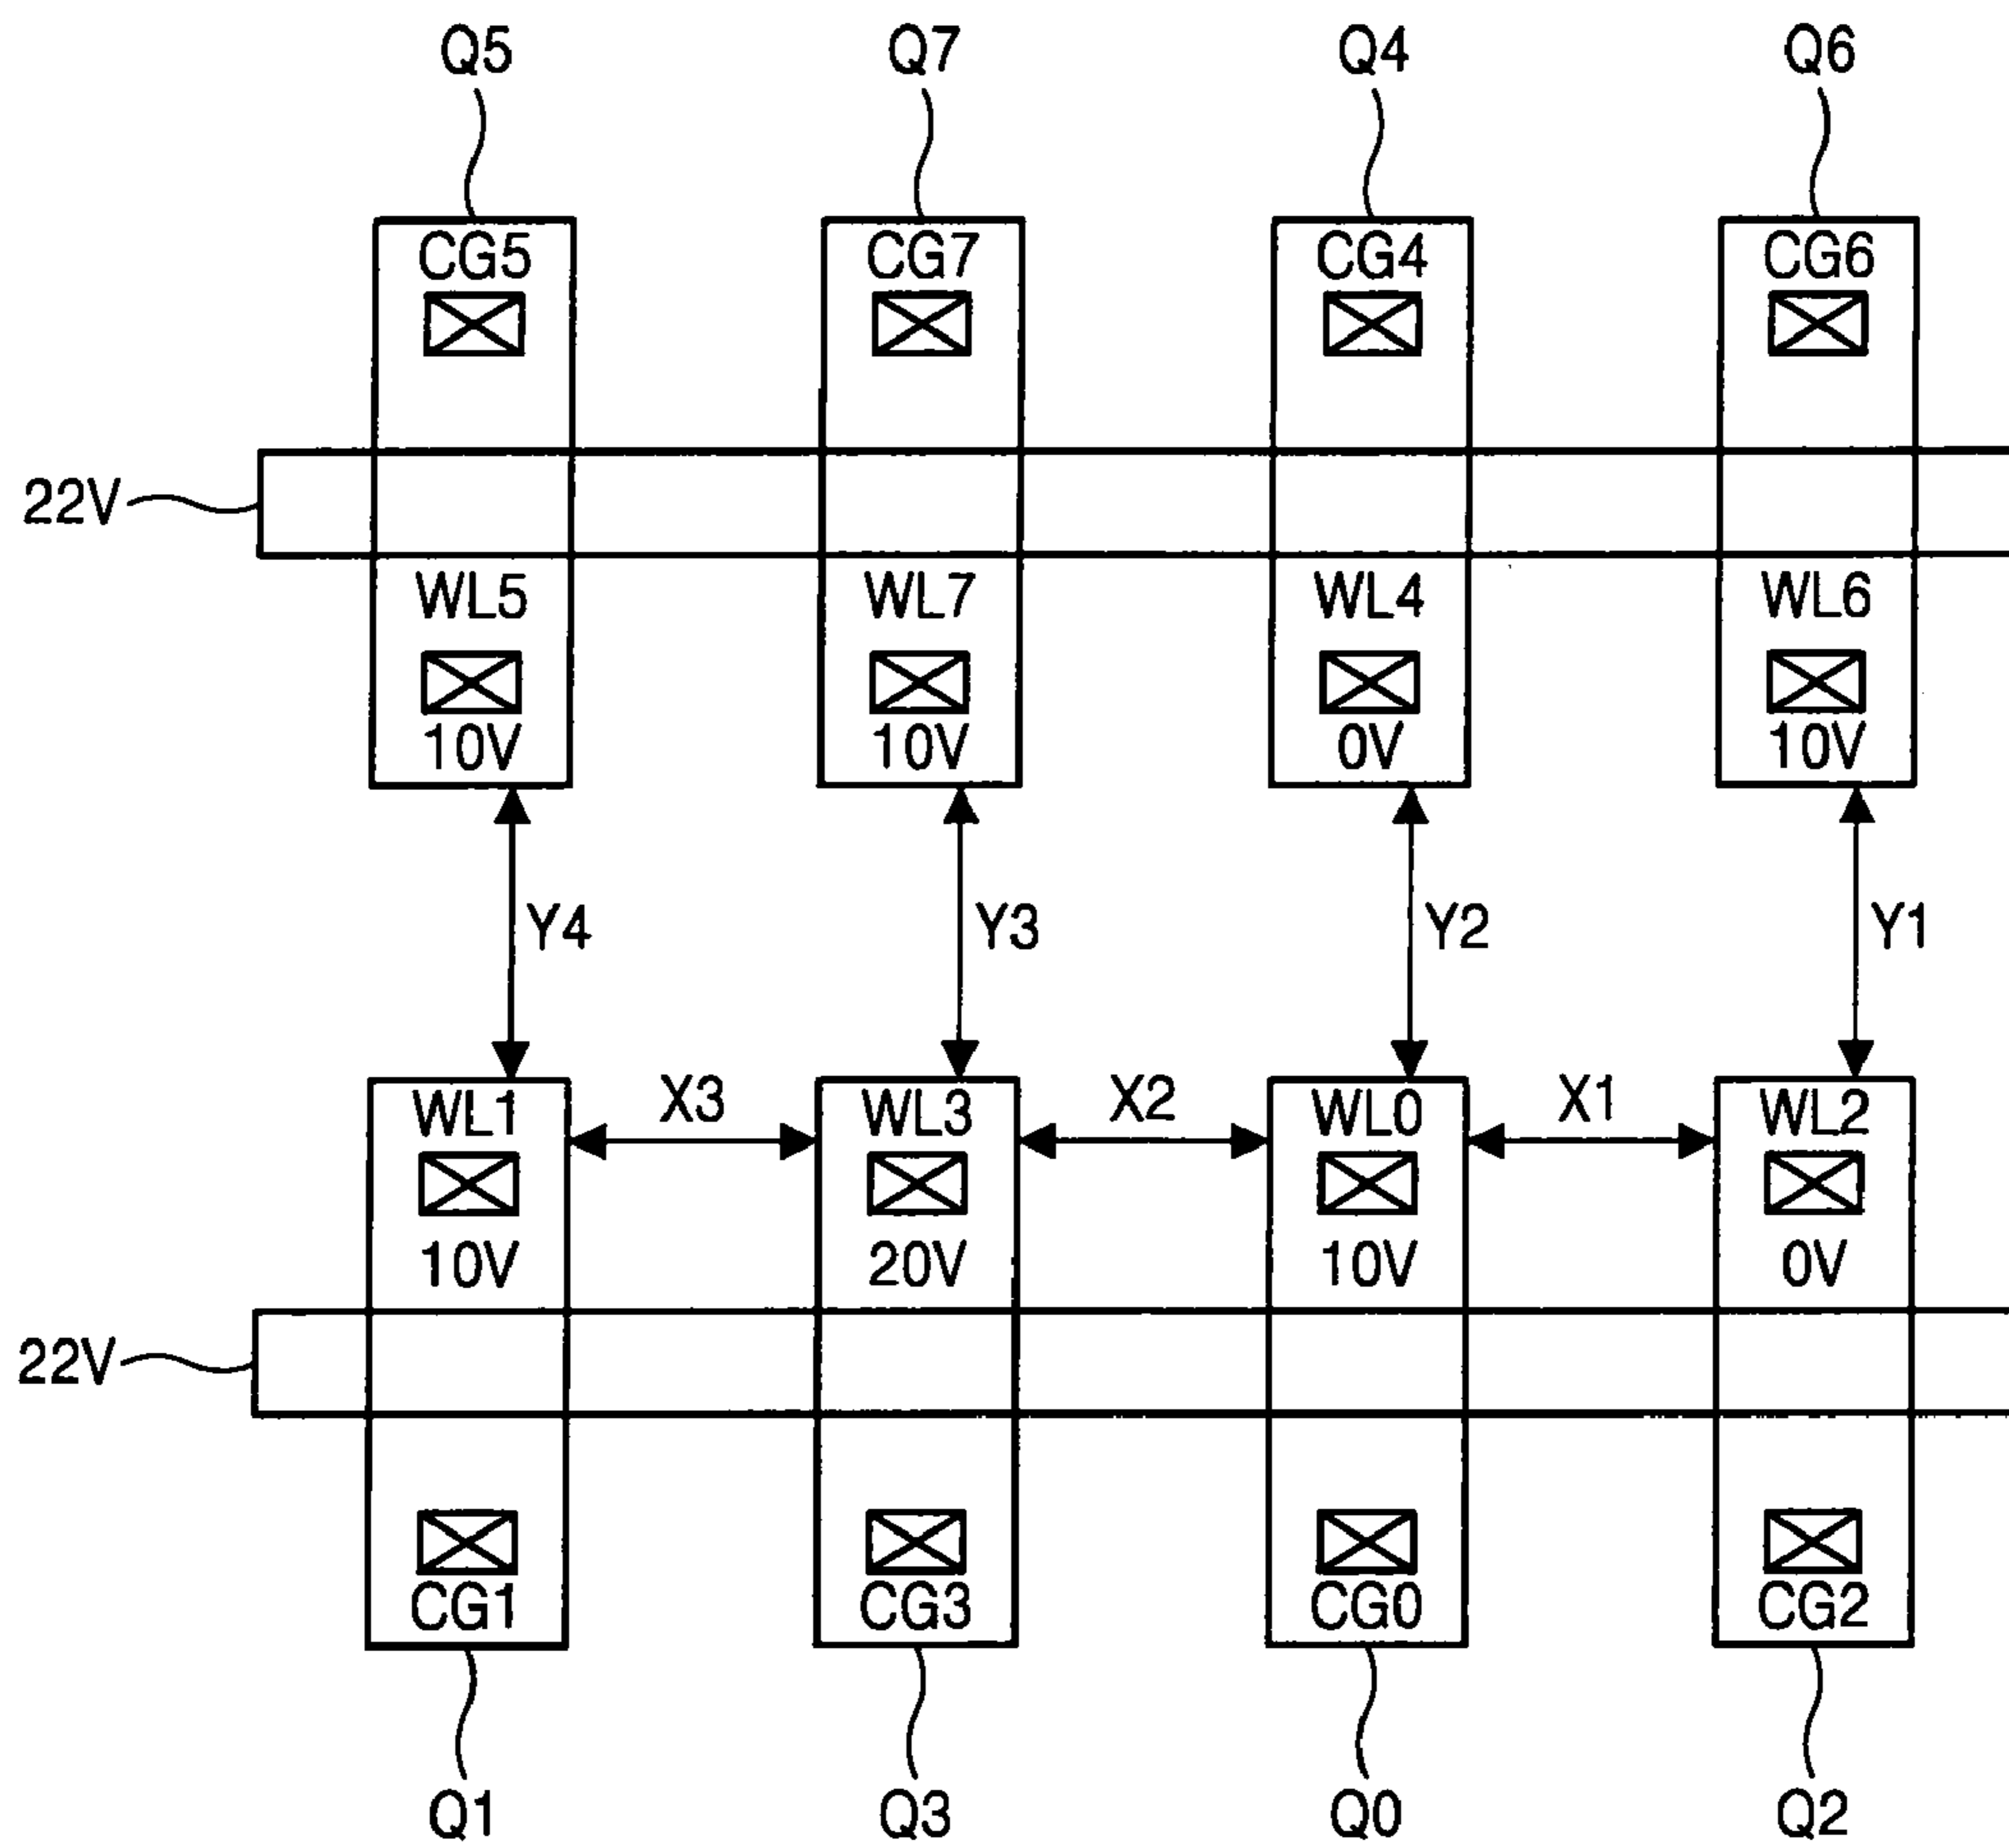 Q5 Q7 Q4 Q6
CG5 CG7 CG4 CG6
22V
WL5 WL7 WL4 WL6
10V 10V 0V 10V
Y4 Y3 Y2 Y1
WL1 X3 WL3 X2 WL0 X1 WL2
10V 20V 10V 0V
22V
CG1 CG3 CG0 CG2
Q1 Q3 Q0 Q2